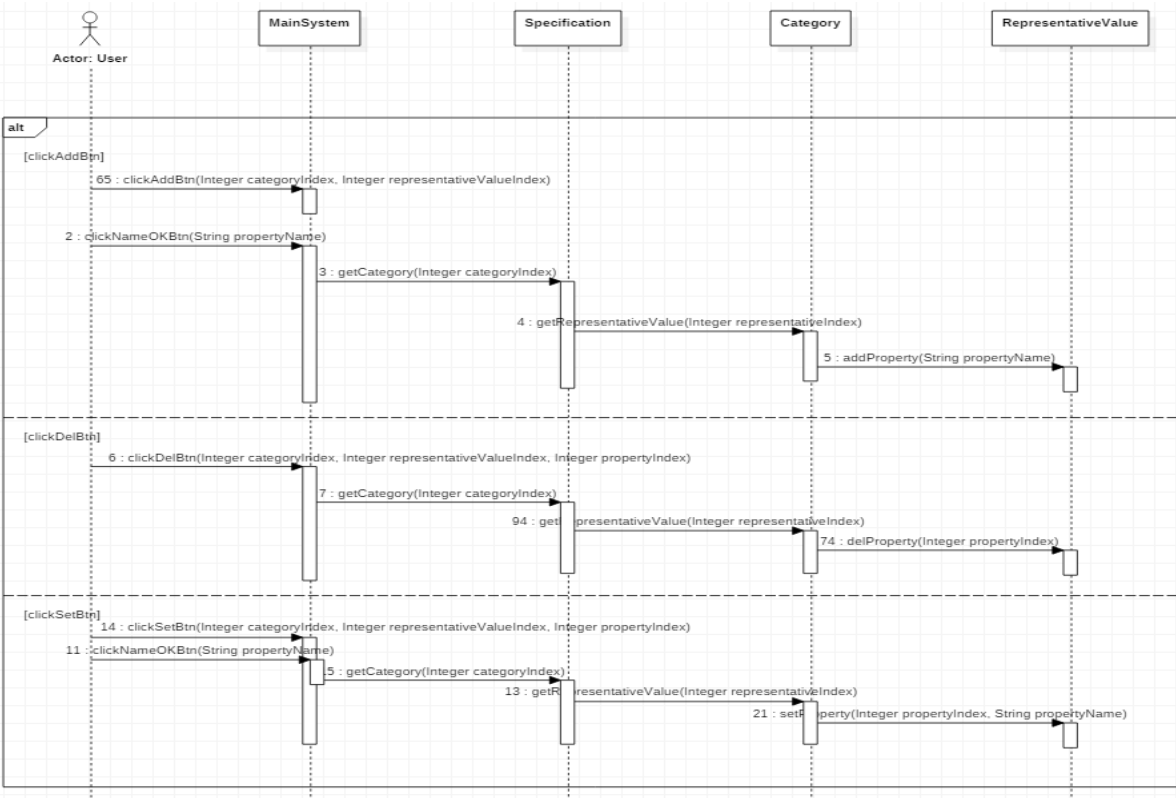 MainSystem
Specification
Category
RepresentativeValue
Actor: User
alt
[clickAddBtn]
65 : clickAddBtn(Integer categoryIndex, Integer representativeValueIndex)
2 : clickNameOKBtn(String propertyName)
3 : getCategory(Integer categoryIndex)
4 : getRepresentativeValue(Integer representativeIndex)
5 : addProperty(String propertyName)
[clickDelBtn]
6 : clickDelBtn(Integer categoryIndex, Integer representativeValueIndex, Integer propertyIndex)
7 : getCategory(Integer categoryIndex)
94 : getRepresentativeValue(Integer representativeIndex)
74 : delProperty(Integer propertyIndex)
[clickSetBtn]
14 : clickSetBtn(Integer categoryIndex, Integer representativeValueIndex, Integer propertyIndex)
11 : clickNameOKBtn(String propertyName)
5 : getCategory(Integer categoryIndex)
13 : getRepresentativeValue(Integer representativeIndex)
21 : setProperty(Integer propertyIndex, String propertyName)